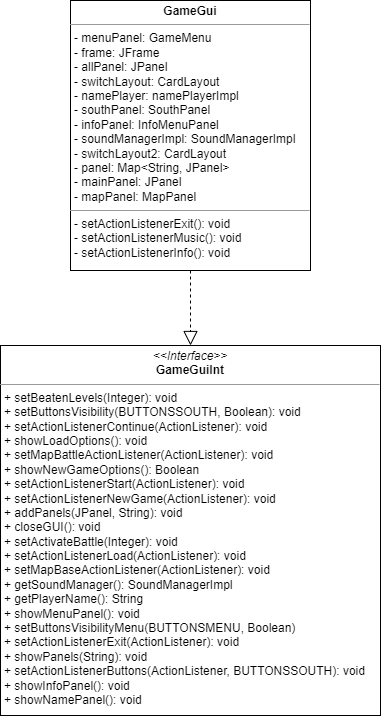 GameGui
- menuPanel: GameMenu
- frame: JFrame
- allPanel: JPanel
- switchLayout: CardLayout
- namePlayer: namePlayerImpl
- southPanel: SouthPanel
- infoPanel: InfoMenuPanel
- soundManagerImpl: SoundManagerImpl
- switchLayout2: CardLayout
- panel: Map<String, JPanel>
- mainPanel: JPanel
- mapPanel: MapPanel
- setActionListenerExit(): void
- setActionListenerMusic(): void
- setActionListenerInfo(): void
<<Interface>>
GameGuiInt
+ setBeatenLevels(Integer): void
+ setButtonsVisibility(BUTTONSSOUTH, Boolean): void
+ setActionListenerContinue(ActionListener): void
+ showLoadOptions(): void
+ setMapBattleActionListener(ActionListener): void
+ showNewGameOptions(): Boolean
+ setActionListenerStart(ActionListener): void
+ setActionListenerNewGame(ActionListener): void
+ addPanels(JPanel, String): void
+ closeGUI(): void
+ setActivateBattle(Integer): void
+ setActionListenerLoad(ActionListener): void
+ setMapBaseActionListener(ActionListener): void
+ getSoundManager(): SoundManagerImpl
+ getPlayerName(): String
+ showMenuPanel(): void
+ setButtonsVisibilityMenu(BUTTONSMENU, Boolean)
+ setActionListenerExit(ActionListener): void
+ showPanels(String): void
+ setActionListenerButtons(ActionListener, BUTTONSSOUTH): void
+ showInfoPanel(): void
+ showNamePanel(): void